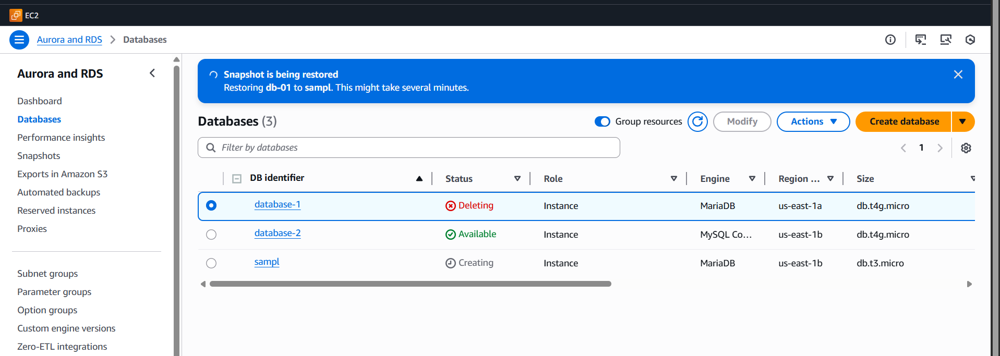 EC2
Aurora and RDS > Databases
Aurora and RDS
Dashboard
Databases
Performance insights
Snapshots
Exports in Amazon S3
Automated backups
Reserved instances
Proxies
Subnet groups
Parameter groups
Option groups
Custom engine versions
Zero-ETL integrations
Snapshot is being restored
Restoring db-01 to sampl. This might take several minutes.
Databases (3)
Group resources
Modify
Actions
Create database
Filter by databases
1
DB identifier Status Role Engine Region ... Size
database-1 Deleting Instance MariaDB us-east-1a db.t4g.micro
database-2 Available Instance MySQL Co... us-east-1b db.t4g.micro
sampl Creating Instance MariaDB us-east-1b db.t3.micro